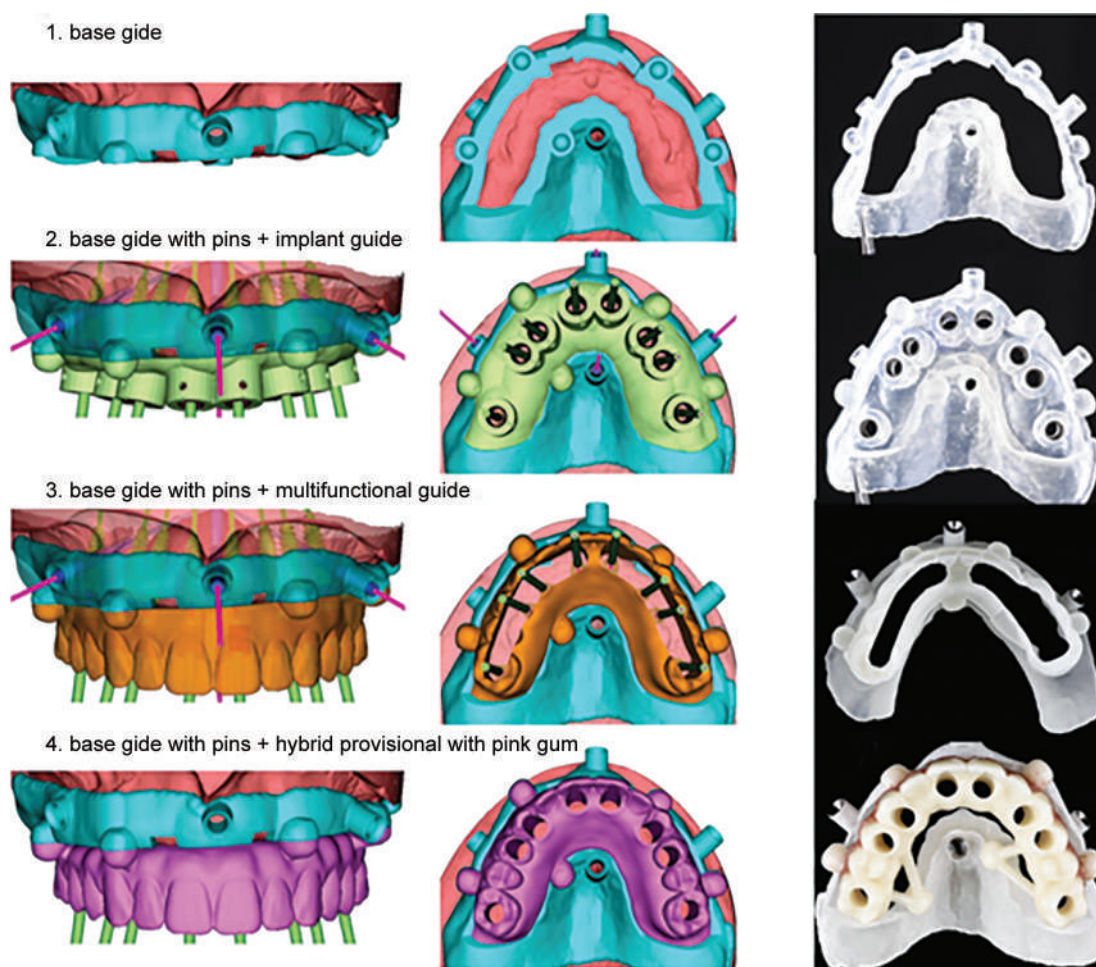 1. base gide
2. base gide with pins + implant guide
3. base gide with pins + multifunctional guide
4. base gide with pins + hybrid provisional with pink gum